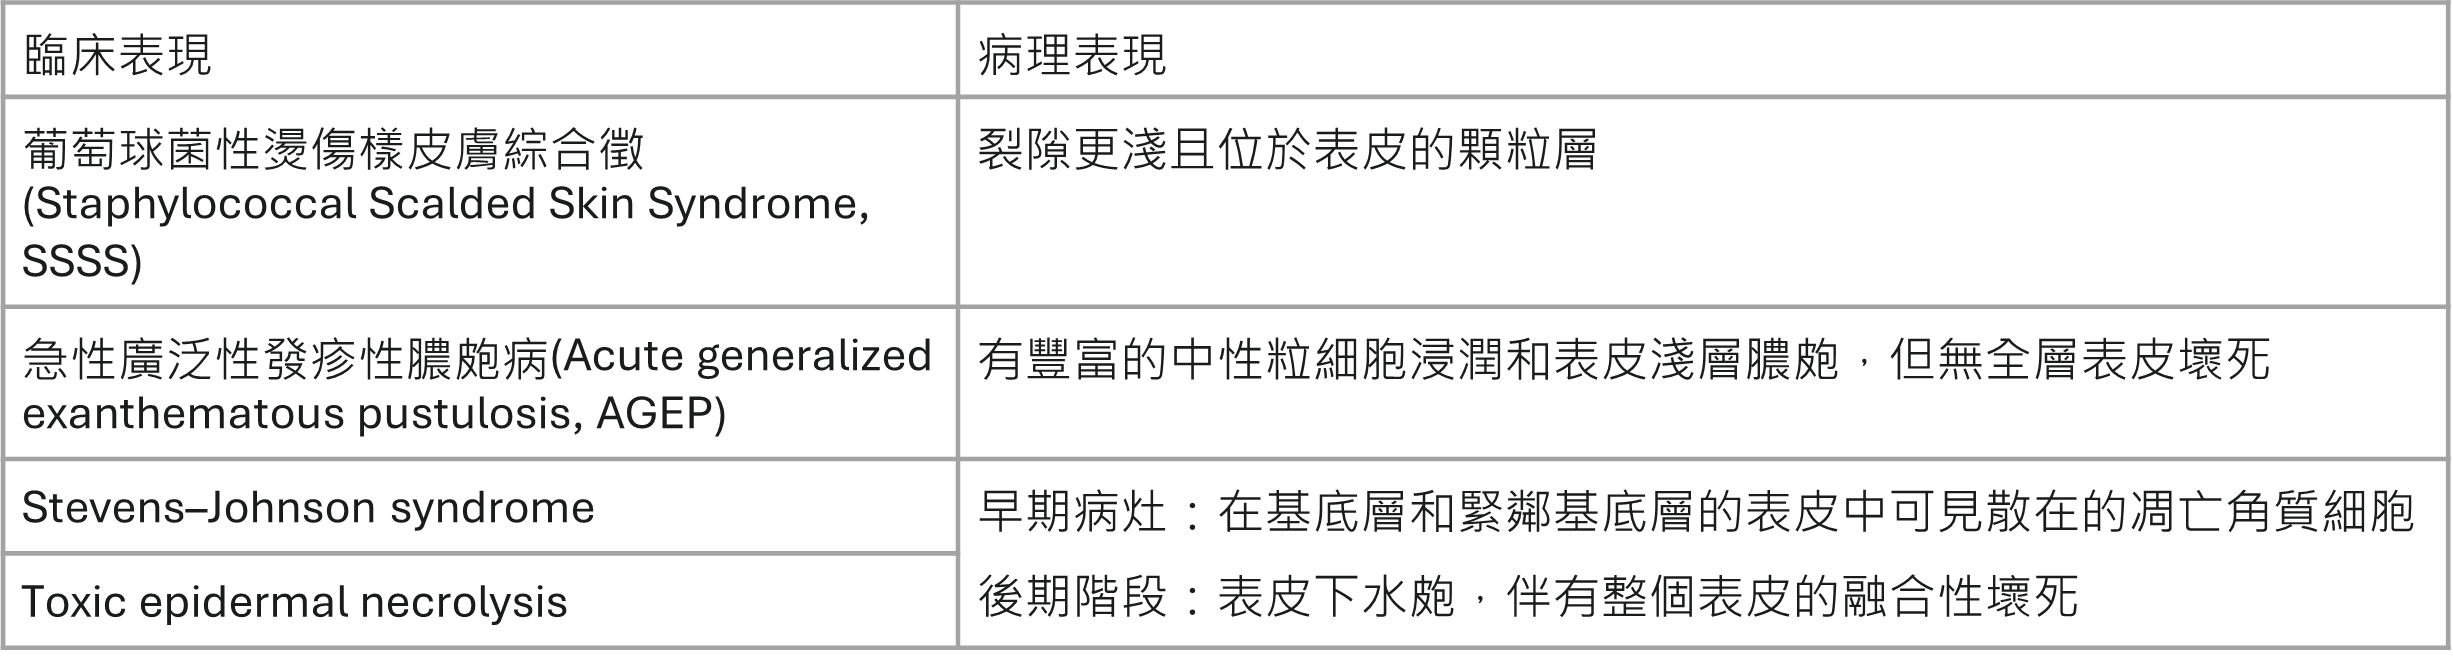 臨床表現
病理表現
葡萄球菌性燙傷樣皮膚綜合徵
(Staphylococcal Scalded Skin Syndrome,
SSSS)
裂隙更淺且位於表皮的顆粒層
急性廣泛性發疹性膿皰病(Acute generalized
exanthematous pustulosis, AGEP)
有豐富的中性粒細胞浸潤和表皮淺層膿皰，但無全層表皮壞死
Stevens–Johnson syndrome
Toxic epidermal necrolysis
早期病灶：在基底層和緊鄰基底層的表皮中可見散在的凋亡角質細胞
後期階段：表皮下水皰，伴有整個表皮的融合性壞死